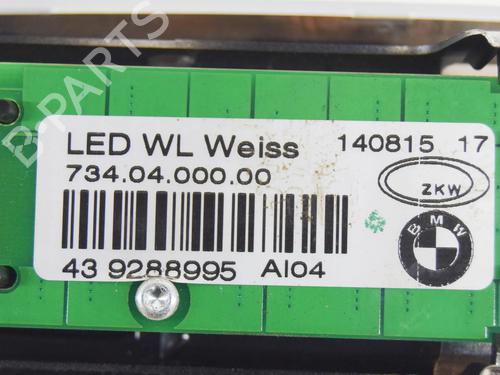 B-PARTS
LED WL Weiss 140815 17
734.04.000.00
ZKW
BMW
43 9288995 AI04